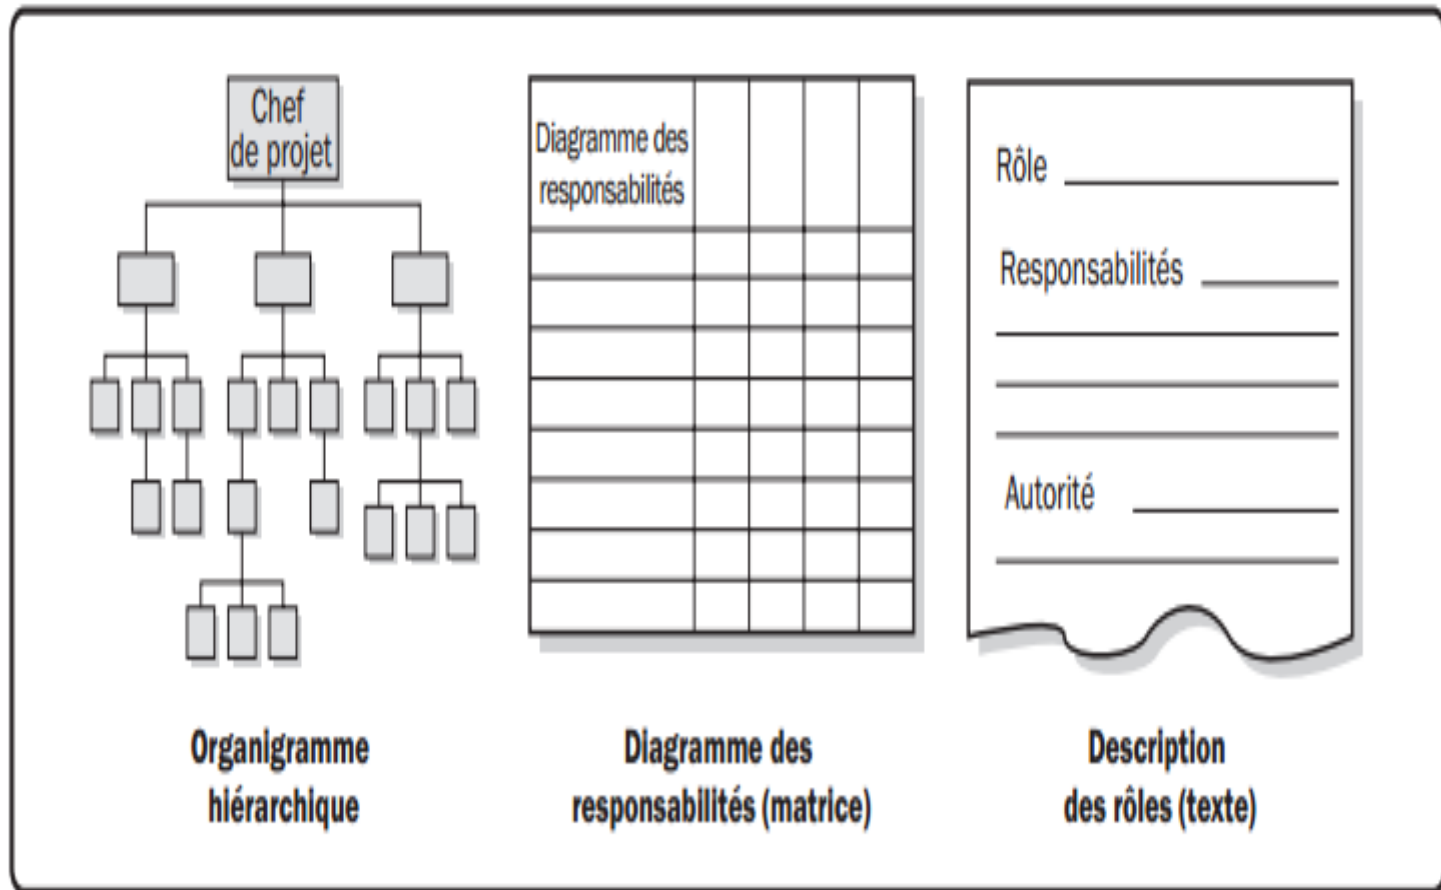 Chef
de projet
Diagramme des
responsabilités
Rôle
Responsabilités
Autorité
Organigramme
hiérarchique
Diagramme des
responsabilités (matrice)
Description
des rôles (texte)